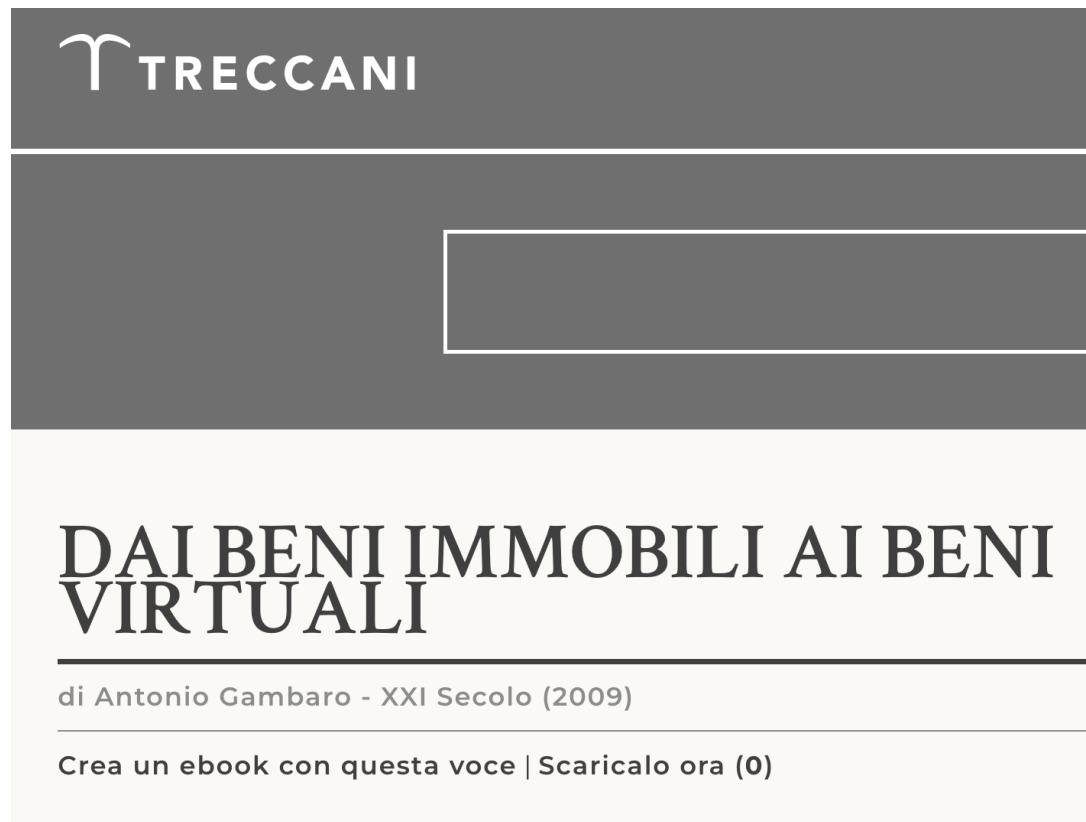 TRECCANI
DAI BENI IMMOBILI AI BENI
VIRTUALI
di Antonio Gambaro - XXI Secolo (2009)
Crea un ebook con questa voce | Scaricalo ora (0)